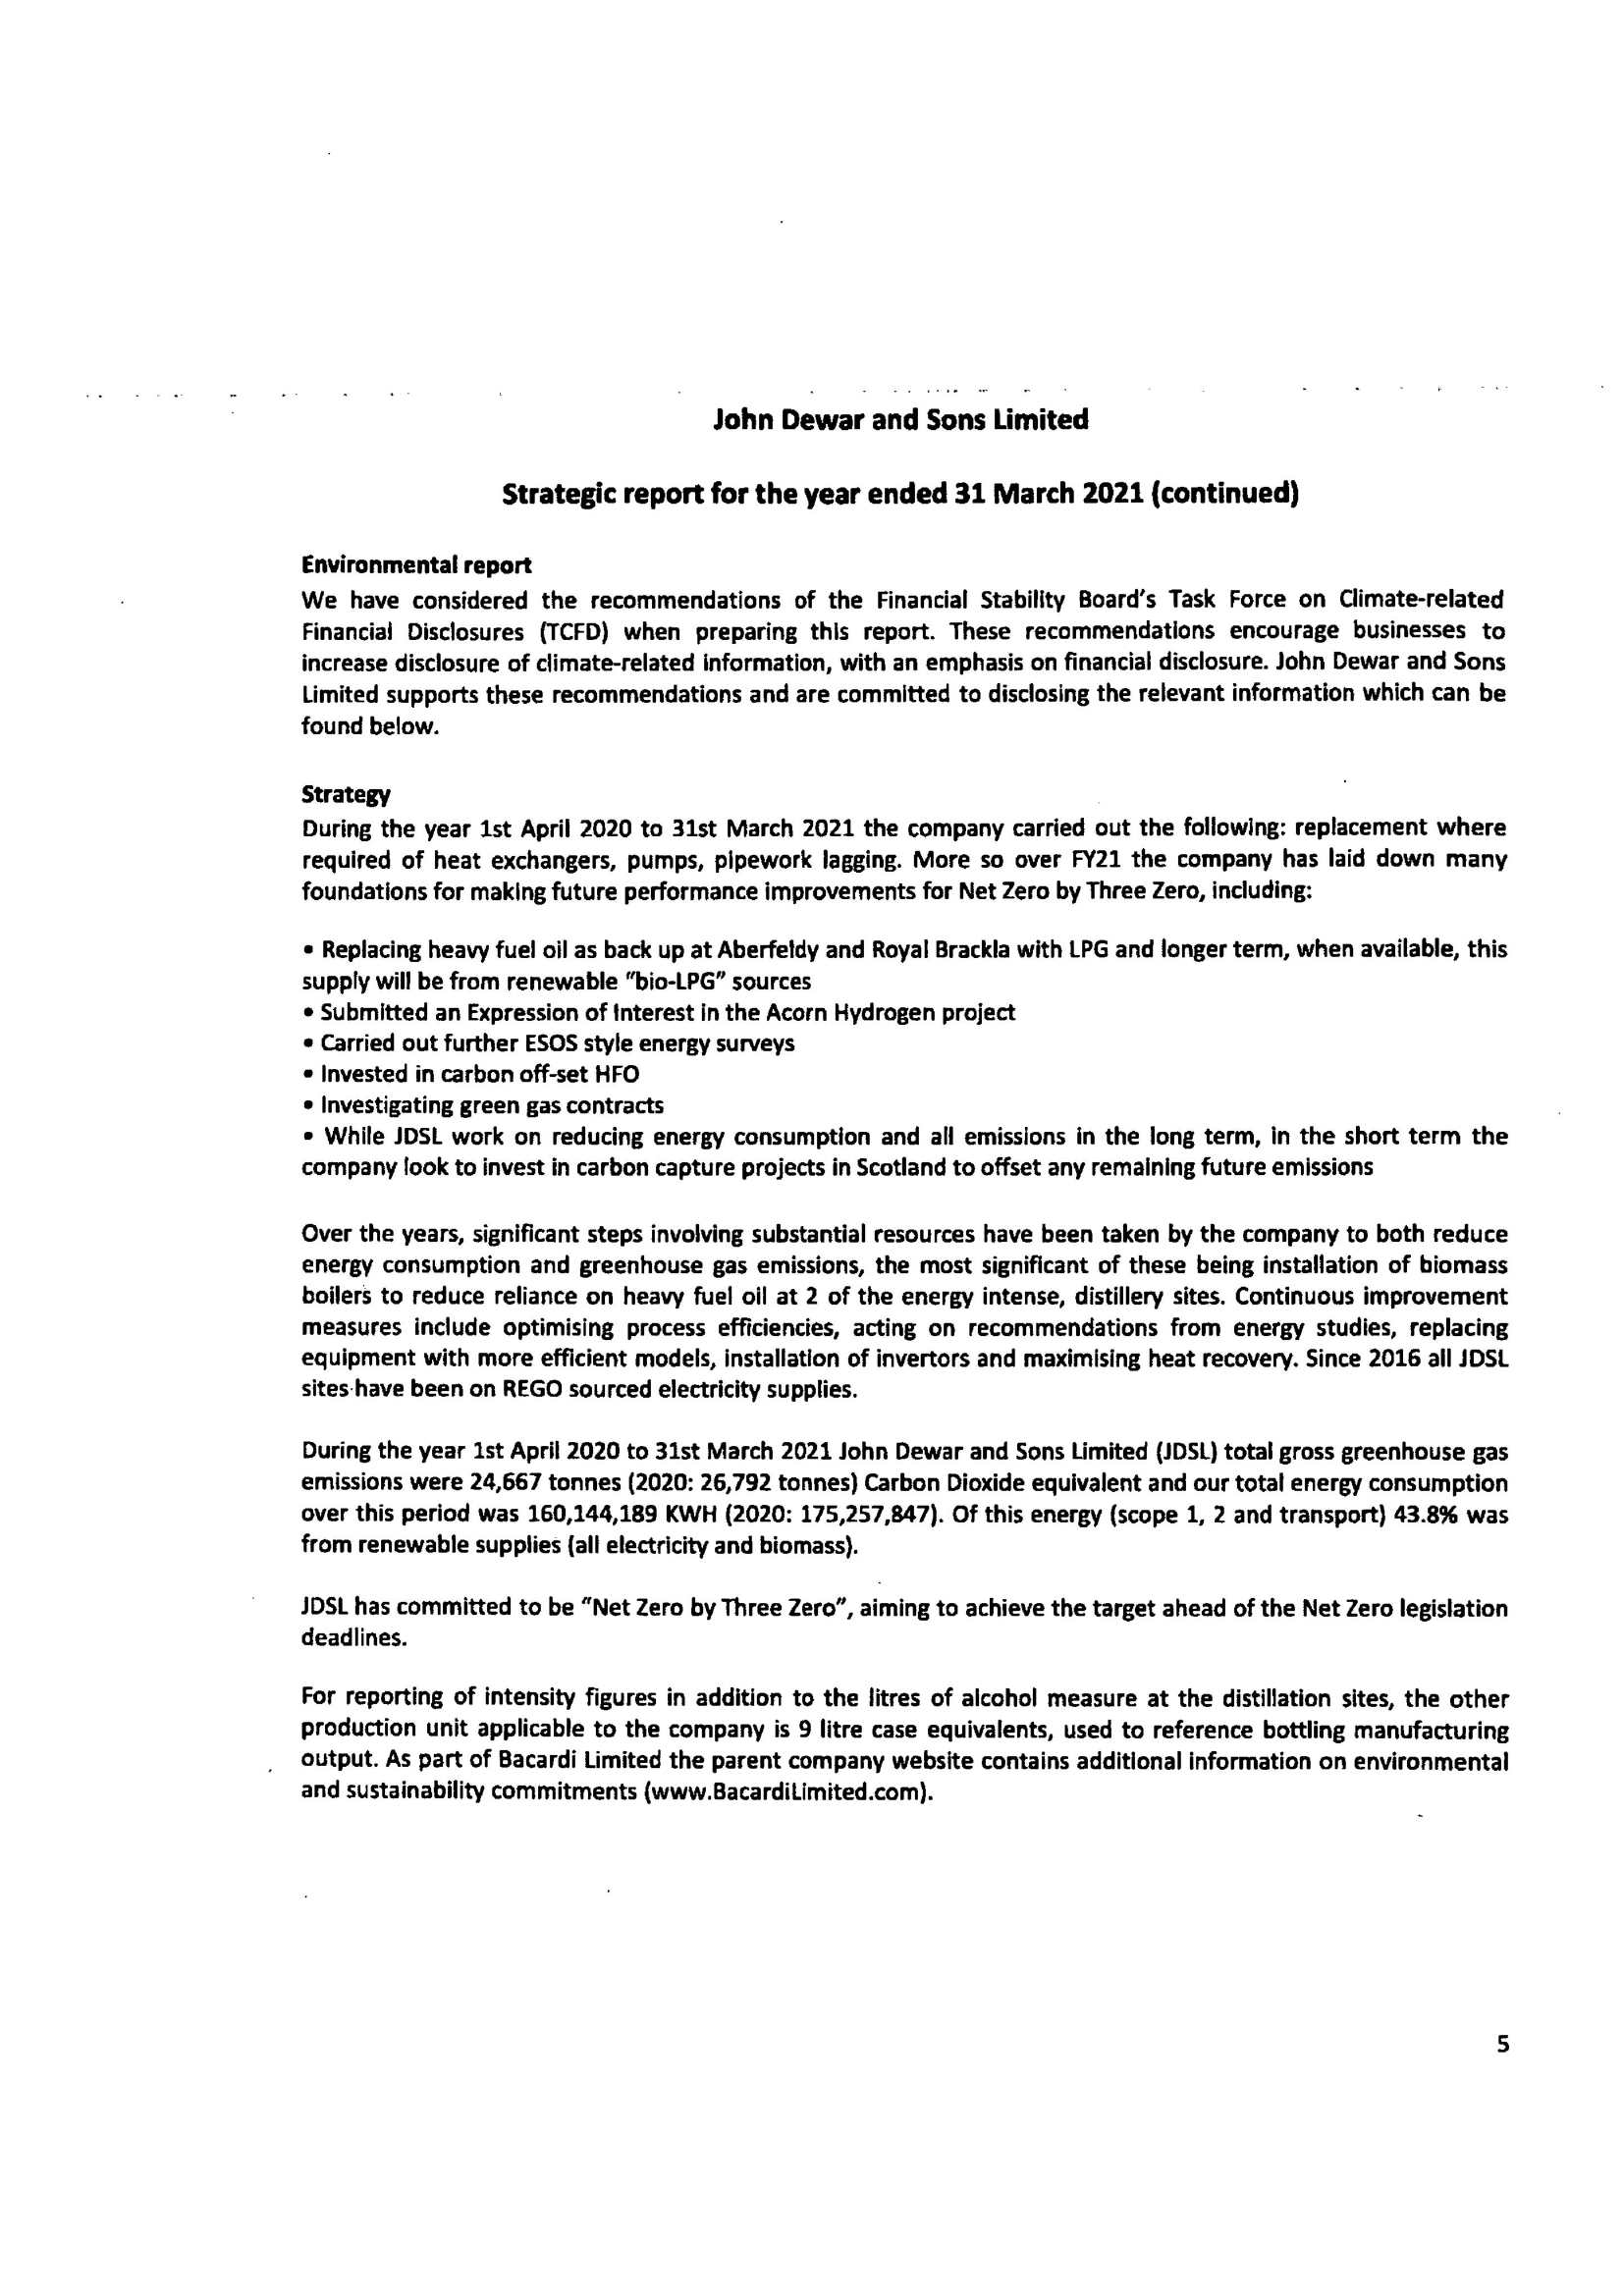 John Dewar and Sons Limited
Strategic report for the year ended 31 March 2021 (continued)
Environmental report
We have considered the recommendations of the Financial Stability Board's Task Force on Climate-related
Financial Disclosures (TCFD) when preparing this report. These recommendations encourage businesses to
increase disclosure of climate-related information, with an emphasis on financial disclosure. John Dewar and Sons
Limited supports these recommendations and are committed to disclosing the relevant information which can be
found below.
Strategy
During the year 1st April 2020 to 31st March 2021 the company carried out the following: replacement where
required of heat exchangers, pumps, pipework lagging. More so over FY21 the company has laid down many
foundations for making future performance improvements for Net Zero by Three Zero, including:
• Replacing heavy fuel oil as back up at Aberfeldy and Royal Brackla with LPG and longer term, when available, this
supply will be from renewable "bio-LPG" sources
• Submitted an Expression of Interest in the Acorn Hydrogen project
• Carried out further ESOS style energy surveys
• Invested in carbon off-set HFO
• Investigating green gas contracts
• While JDSL work on reducing energy consumption and all emissions in the long term, in the short term the
company look to invest in carbon capture projects in Scotland to offset any remaining future emissions
Over the years, significant steps involving substantial resources have been taken by the company to both reduce
energy consumption and greenhouse gas emissions, the most significant of these being installation of biomass
boilers to reduce reliance on heavy fuel oil at 2 of the energy intense, distillery sites. Continuous improvement
measures include optimising process efficiencies, acting on recommendations from energy studies, replacing
equipment with more efficient models, installation of invertors and maximising heat recovery. Since 2016 all JDSL
sites have been on REGO sourced electricity supplies.
During the year 1st April 2020 to 31st March 2021 John Dewar and Sons Limited (JDSL) total gross greenhouse gas
emissions were 24,667 tonnes (2020: 26,792 tonnes) Carbon Dioxide equivalent and our total energy consumption
over this period was 160,144,189 KWH (2020: 175,257,847). Of this energy (scope 1, 2 and transport) 43.8% was
from renewable supplies (all electricity and biomass).
JDSL has committed to be "Net Zero by Three Zero", aiming to achieve the target ahead of the Net Zero legislation
deadlines.
For reporting of intensity figures in addition to the litres of alcohol measure at the distillation sites, the other
production unit applicable to the company is 9 litre case equivalents, used to reference bottling manufacturing
output. As part of Bacardi Limited the parent company website contains additional information on environmental
and sustainability commitments (www.BacardiLimited.com).
5